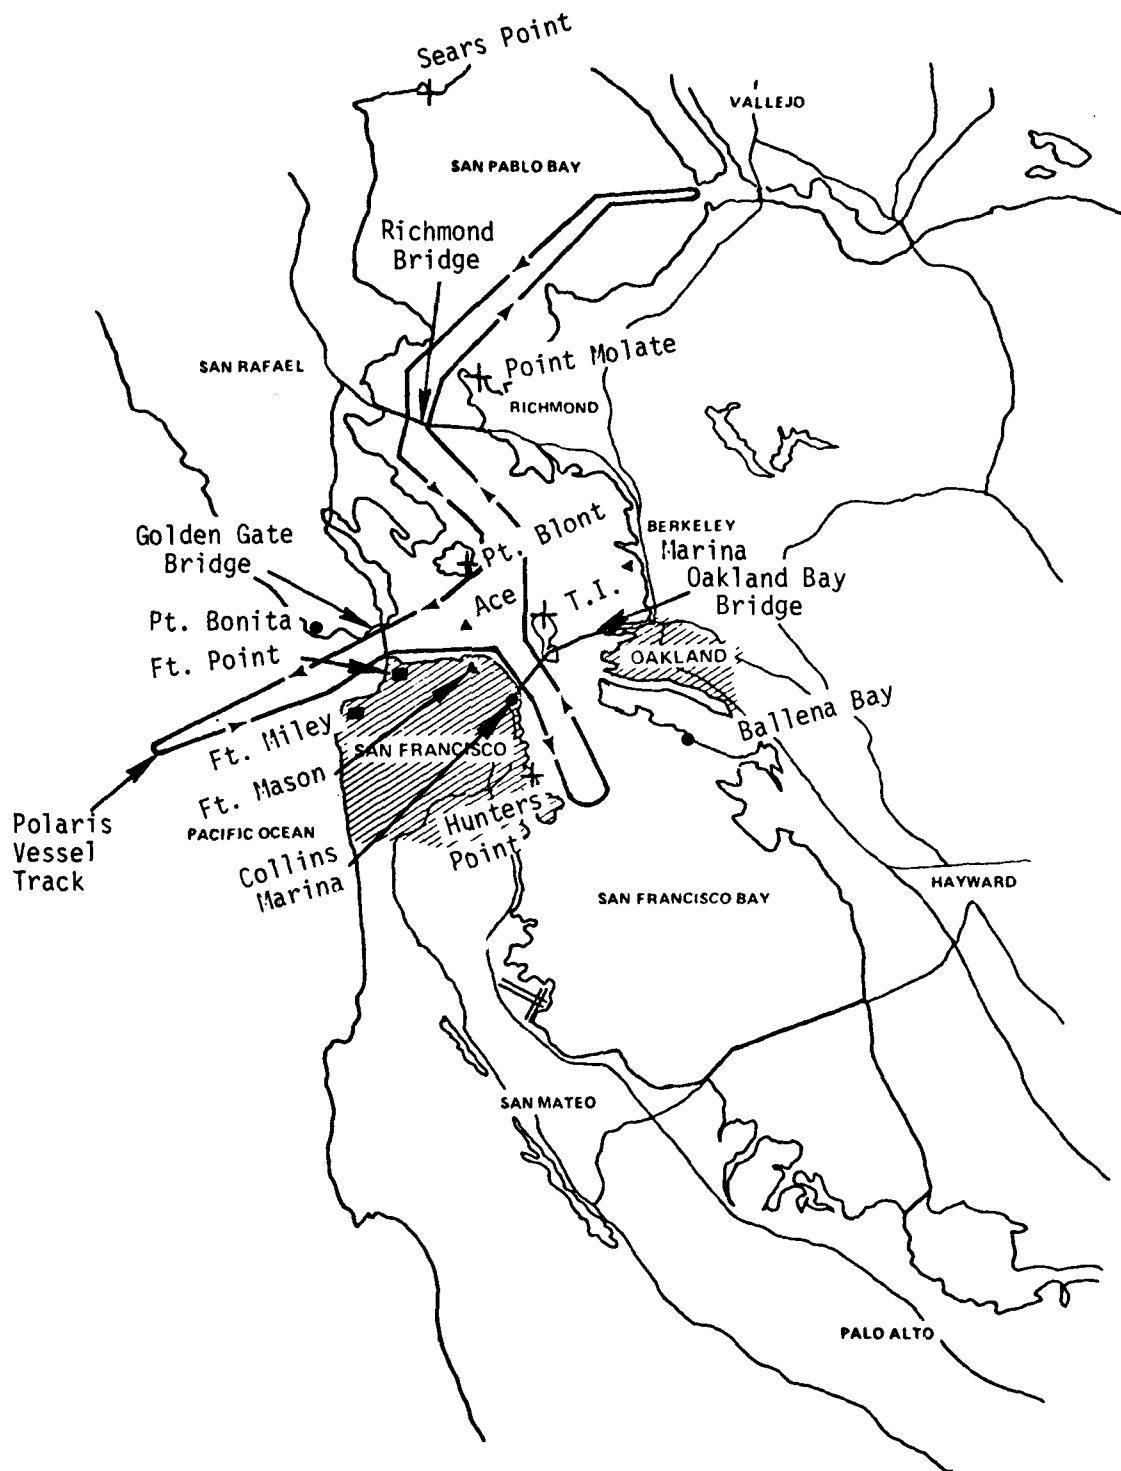 Sears Point
VALLEJO
SAN PABLO BAY
Richmond
Bridge
SAN RAFAEL
Point Molate
RICHMOND
Golden Gate
Bridge
Pt. Blont
BERKELEY
Marina
Oakland Bay
Bridge
Ace
T.I.
Pt. Bonita
Ft. Point
OAKLAND
Ballena Bay
Ft. Miley
SAN FRANCISCO
Ft. Mason
Hunters
Point
Polaris
Vessel
Track
PACIFIC OCEAN
Collins
Marina
SAN FRANCISCO BAY
HAYWARD
SAN MATEO
PALO ALTO